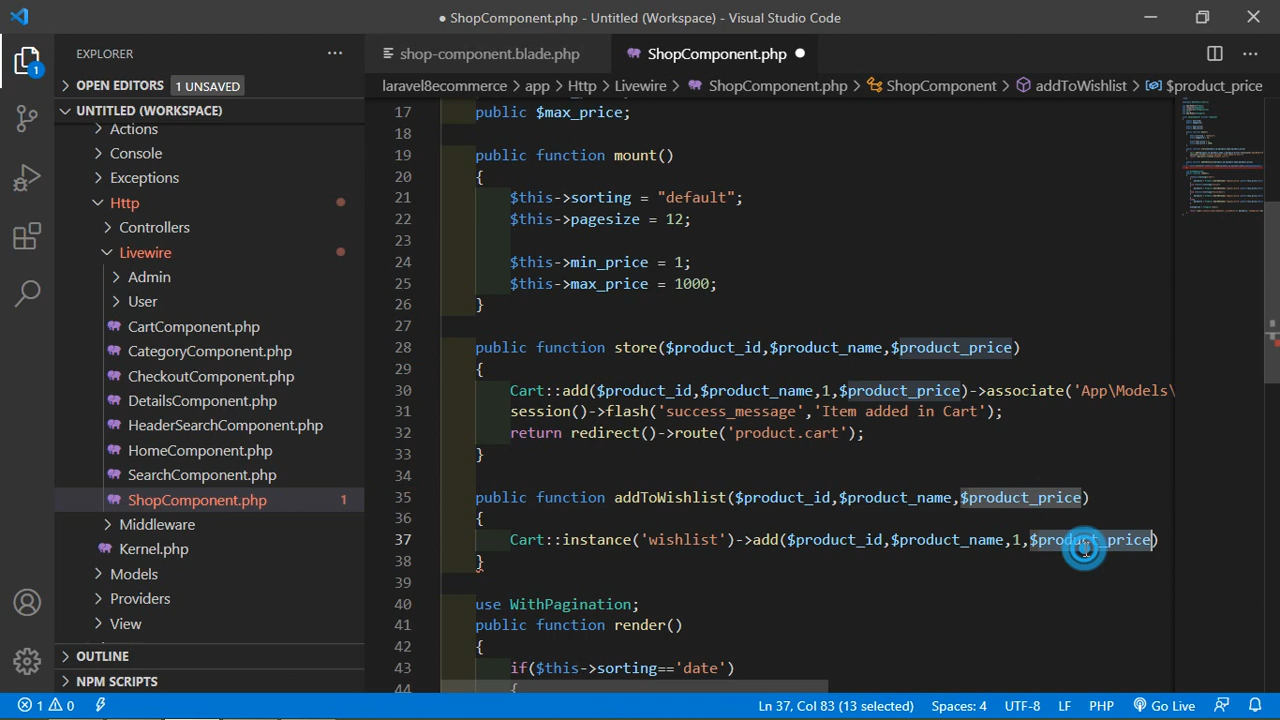 ● ShopComponent.php - Untitled (Workspace) - Visual Studio Code
EXPLORER
shop-component.blade.php
ShopComponent.php
1
OPEN EDITORS
1 UNSAVED
laravel8ecommerce > app > Http > Livewire > ShopComponent.php > ShopComponent > addToWishlist > $product_price
UNTITLED (WORKSPACE)
Actions
Console
Exceptions
Http
Controllers
Livewire
Admin
User
CartComponent.php
CategoryComponent.php
CheckoutComponent.php
DetailsComponent.php
HeaderSearchComponent.php
HomeComponent.php
SearchComponent.php
ShopComponent.php 1
Middleware
Kernel.php
Models
Providers
View
OUTLINE
NPM SCRIPTS
17 public $max_price;
18
19 public function mount()
20 {
21 $this->sorting = "default";
22 $this->pagesize = 12;
23
24 $this->min_price = 1;
25 $this->max_price = 1000;
26 }
27
28 public function store($product_id,$product_name,$product_price)
29 {
30 Cart::add($product_id,$product_name,1,$product_price)->associate('App\Models\
31 session()->flash('success_message','Item added in Cart');
32 return redirect()->route('product.cart');
33 }
34
35 public function addToWishlist($product_id,$product_name,$product_price)
36 {
37 Cart::instance('wishlist')->add($product_id,$product_name,1,$product_price)
38 }
39
40 use WithPagination;
41 public function render()
42 {
43 if($this->sorting=='date')
44 {
1 0 Ln 37, Col 83 (13 selected) Spaces: 4 UTF-8 LF PHP Go Live